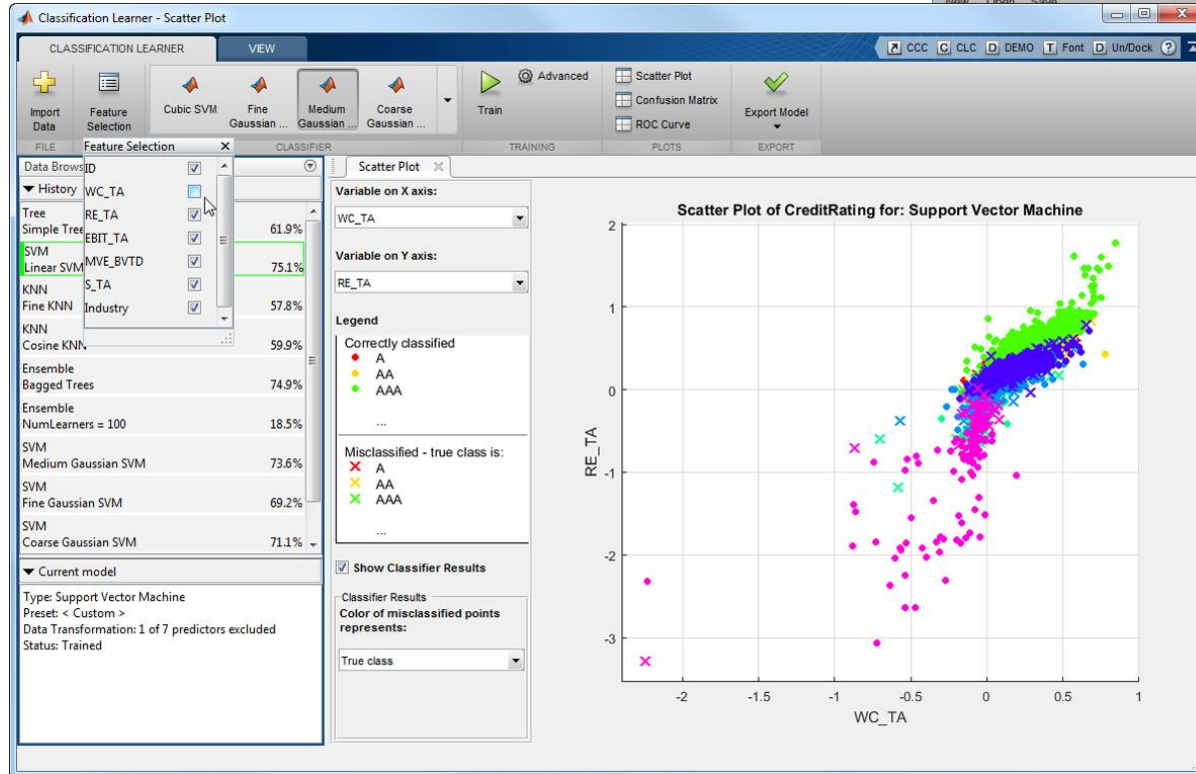 New Open Save
Classification Learner - Scatter Plot
CLASSIFICATION LEARNER
VIEW
CCC
CLC
DEMO
Font
Un/Dock
Import Data
Feature Selection
Cubic SVM
Fine Gaussian ...
Medium Gaussian ...
Coarse Gaussian ...
Train
Advanced
Scatter Plot
Confusion Matrix
ROC Curve
Export Model
FILE
CLASSIFIER
TRAINING
PLOTS
EXPORT
Feature Selection
ID
WC_TA
RE_TA
EBIT_TA
MVE_BVTD
S_TA
Industry
Data Brows
History
Tree
Simple Tree 61.9%
SVM
Linear SVM 75.1%
KNN
Fine KNN 57.8%
KNN
Cosine KNN 59.9%
Ensemble
Bagged Trees 74.9%
Ensemble
NumLearners = 100 18.5%
SVM
Medium Gaussian SVM 73.6%
SVM
Fine Gaussian SVM 69.2%
SVM
Coarse Gaussian SVM 71.1%
Current model
Type: Support Vector Machine
Preset: < Custom >
Data Transformation: 1 of 7 predictors excluded
Status: Trained
Scatter Plot
Variable on X axis:
WC_TA
Variable on Y axis:
RE_TA
Legend
Correctly classified
A
AA
AAA
...
Misclassified - true class is:
A
AA
AAA
...
Show Classifier Results
Classifier Results
Color of misclassified points
represents:
True class
Scatter Plot of CreditRating for: Support Vector Machine
2
1
0
-1
-2
-3
RE_TA
-2 -1.5 -1 -0.5 0 0.5 1
WC_TA